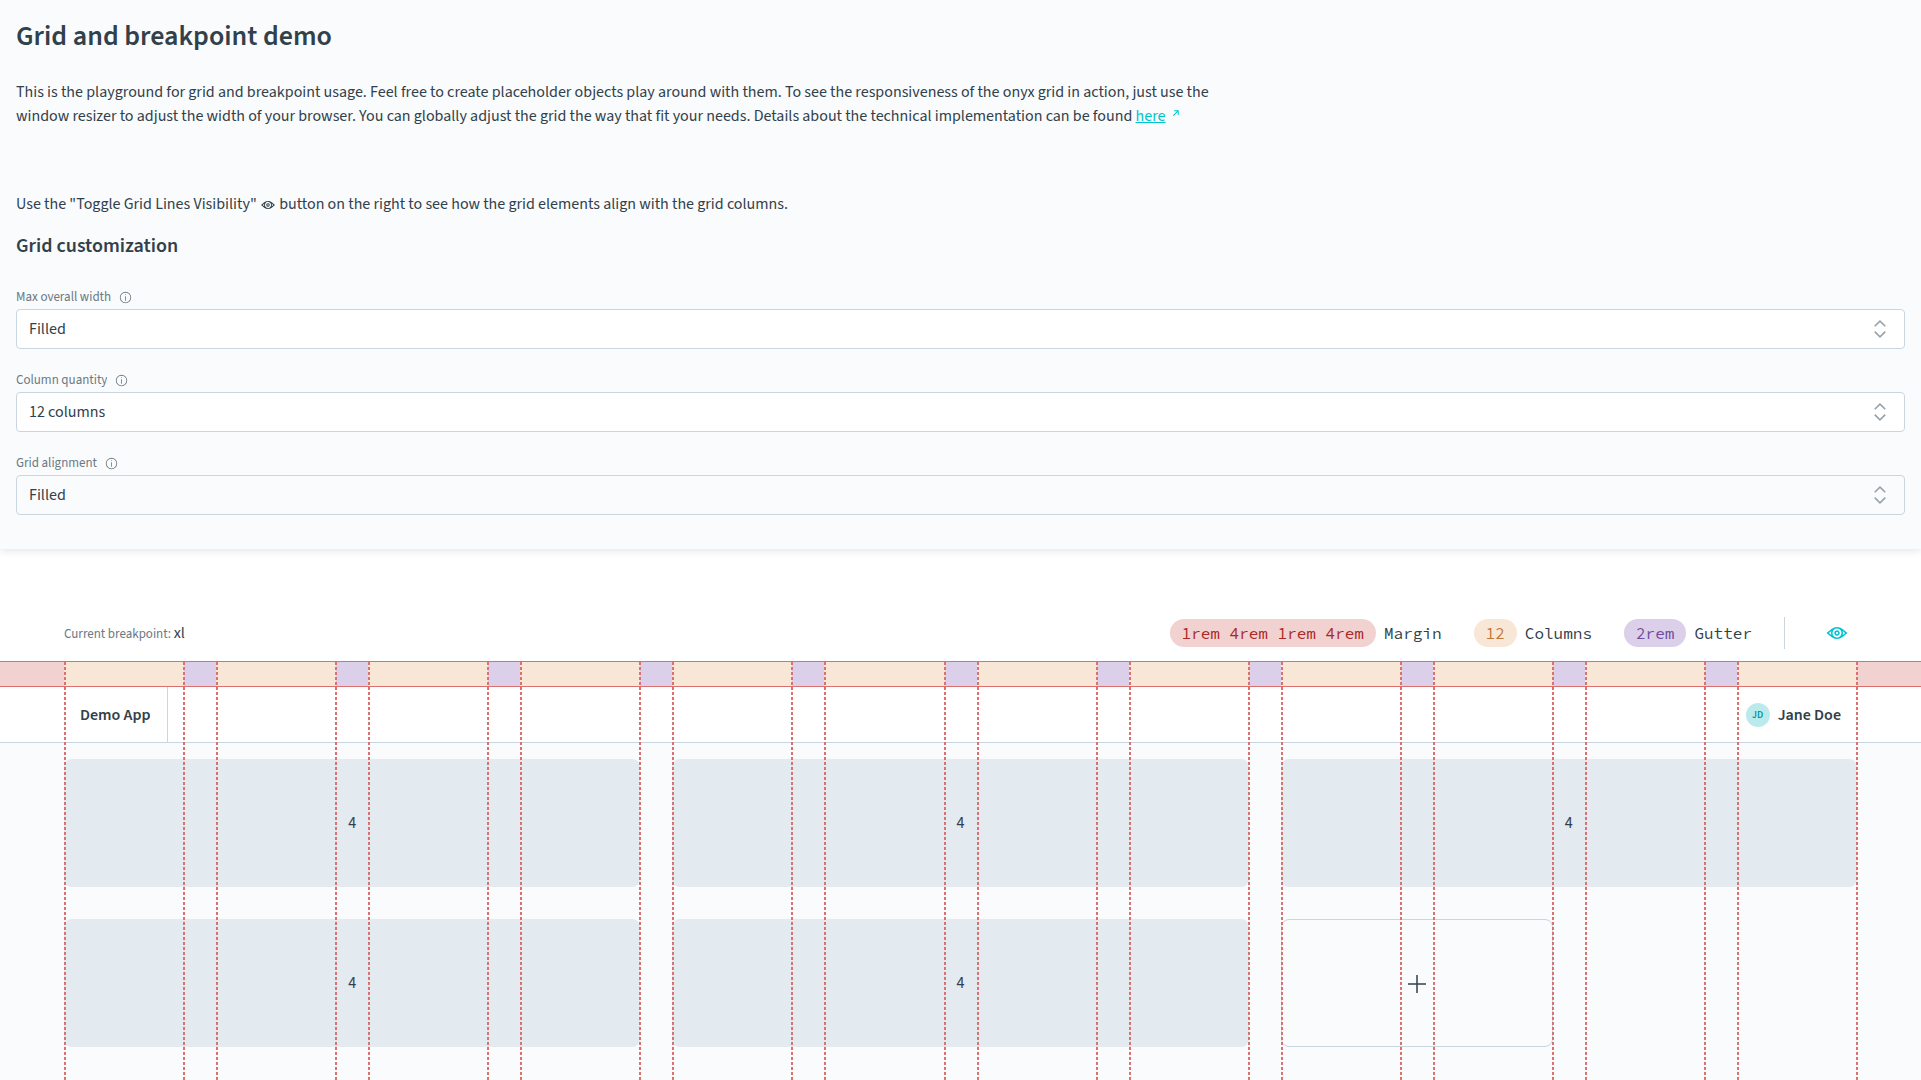 Grid and breakpoint demo
This is the playground for grid and breakpoint usage. Feel free to create placeholder objects play around with them. To see the responsiveness of the onyx grid in action, just use the
window resizer to adjust the width of your browser. You can globally adjust the grid the way that fit your needs. Details about the technical implementation can be found here
Use the "Toggle Grid Lines Visibility" button on the right to see how the grid elements align with the grid columns.
Grid customization
Max overall width
Filled
Column quantity
12 columns
Grid alignment
Filled
Current breakpoint: xl
1rem 4rem 1rem 4rem Margin 12 Columns 2rem Gutter
Demo App
JD Jane Doe
4 4 4
4 4